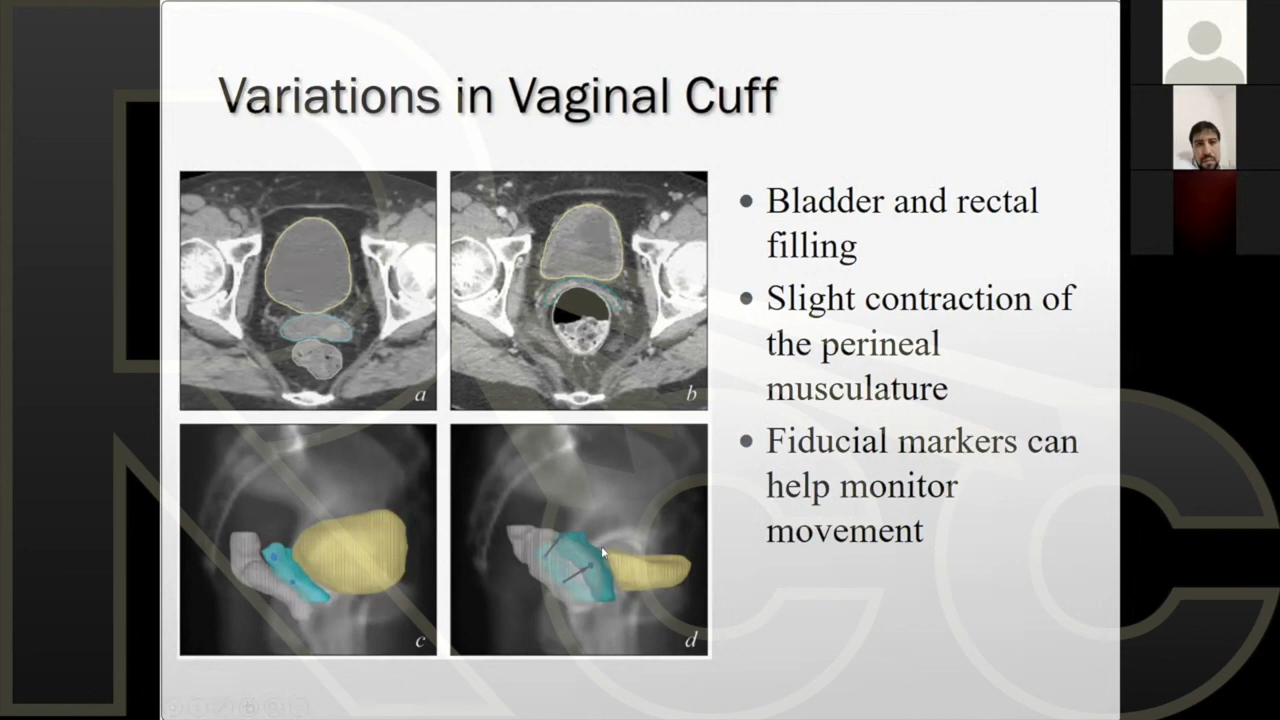 Variations in Vaginal Cuff
a
b
c
d
Bladder and rectal
filling
Slight contraction of
the perineal
musculature
Fiducial markers can
help monitor
movement
RCC